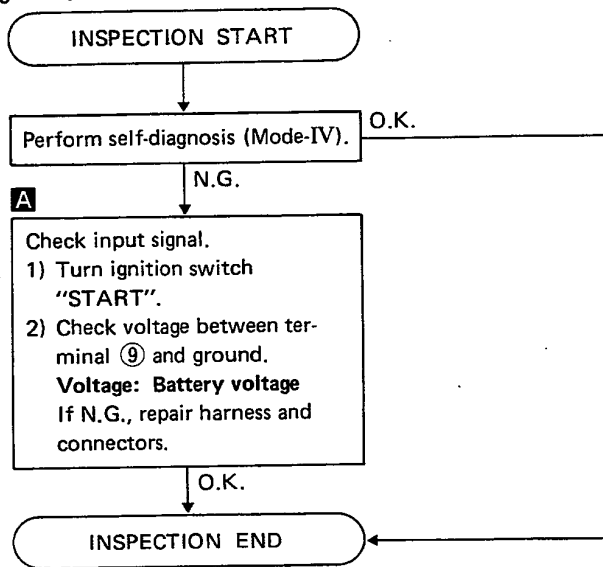 INSPECTION START
Perform self-diagnosis (Mode-IV).
O.K.
N.G.
A
Check input signal.
1) Turn ignition switch
"START".
2) Check voltage between ter-
minal ⑨ and ground.
Voltage: Battery voltage
If N.G., repair harness and
connectors.
O.K.
INSPECTION END